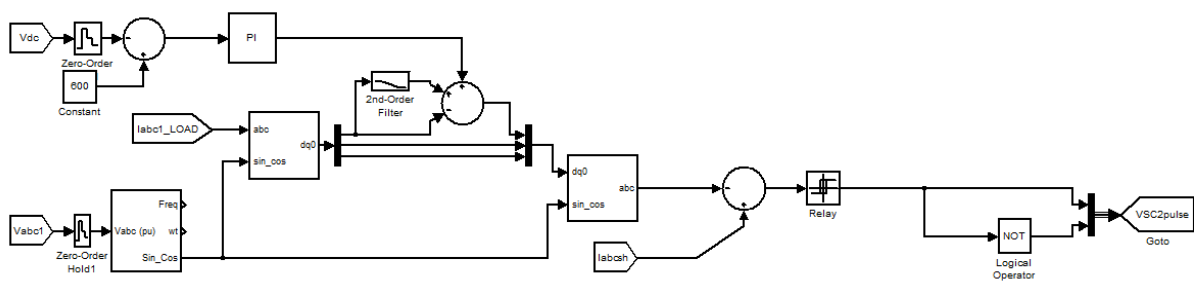 Vdc
Zero-Order
600
Constant
PI
-
+
2nd-Order
Filter
+
+
-
Iabc1_LOAD
abc
dq0
sin_cos
dq0
abc
sin_cos
Vabc1
Zero-Order
Hold1
Freq
Vabc (pu)
wt
Sin_Cos
-
+
Iabcsh
Relay
NOT
Logical
Operator
VSC2pulse
Goto